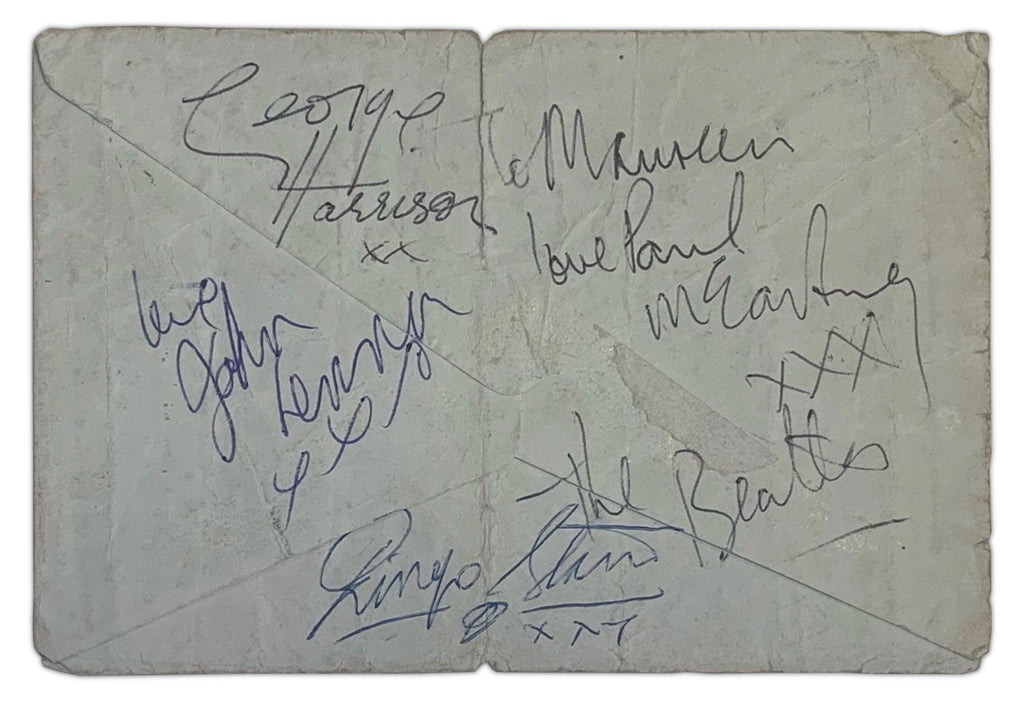 George
Harrison
xx
To Maureen
love Paul
McCartney
XXX
love
John
Lennon
xx
The Beatles
Ringo Starr
xxx